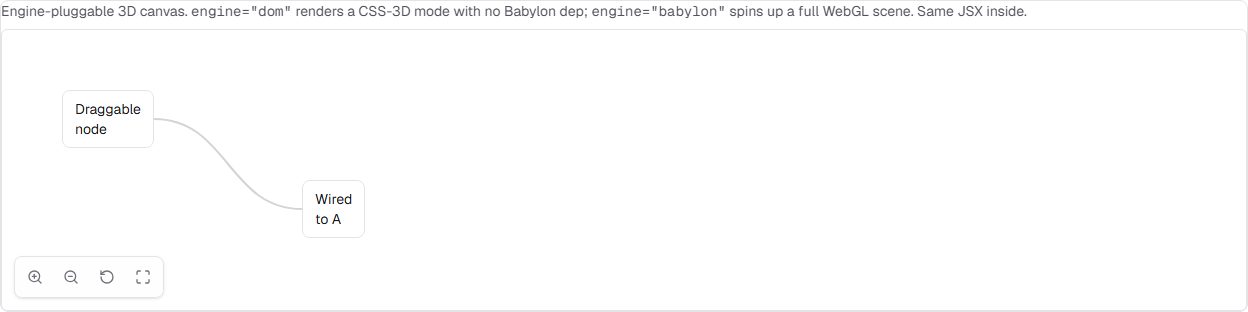 Engine-pluggable 3D canvas. engine="dom" renders a CSS-3D mode with no Babylon dep; engine="babylon" spins up a full WebGL scene. Same JSX inside.
Draggable
node
Wired
to A